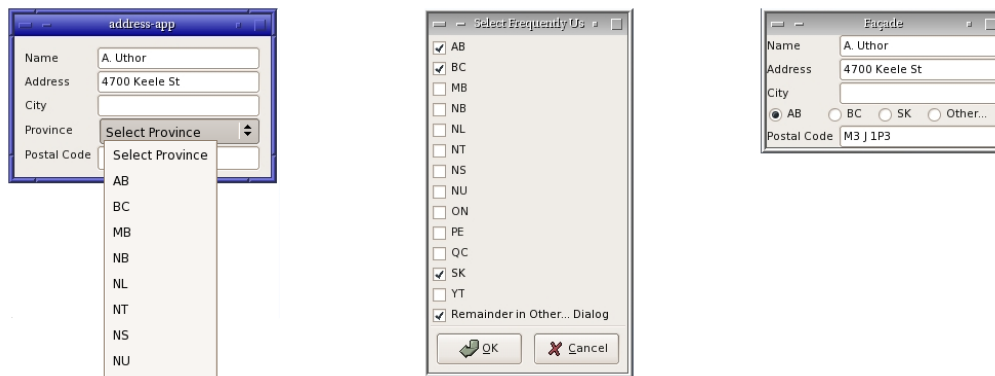 address-app
Name A. Uthor
Address 4700 Keele St
City
Province Select Province
Postal Code
Select Province
AB
BC
MB
NB
NL
NT
NS
NU
Select Frequently Us
AB
BC
MB
NB
NL
NT
NS
NU
ON
PE
QC
SK
YT
Remainder in Other... Dialog
OK Cancel
Façade
Name A. Uthor
Address 4700 Keele St
City
AB BC SK Other...
Postal Code M3 J 1P3